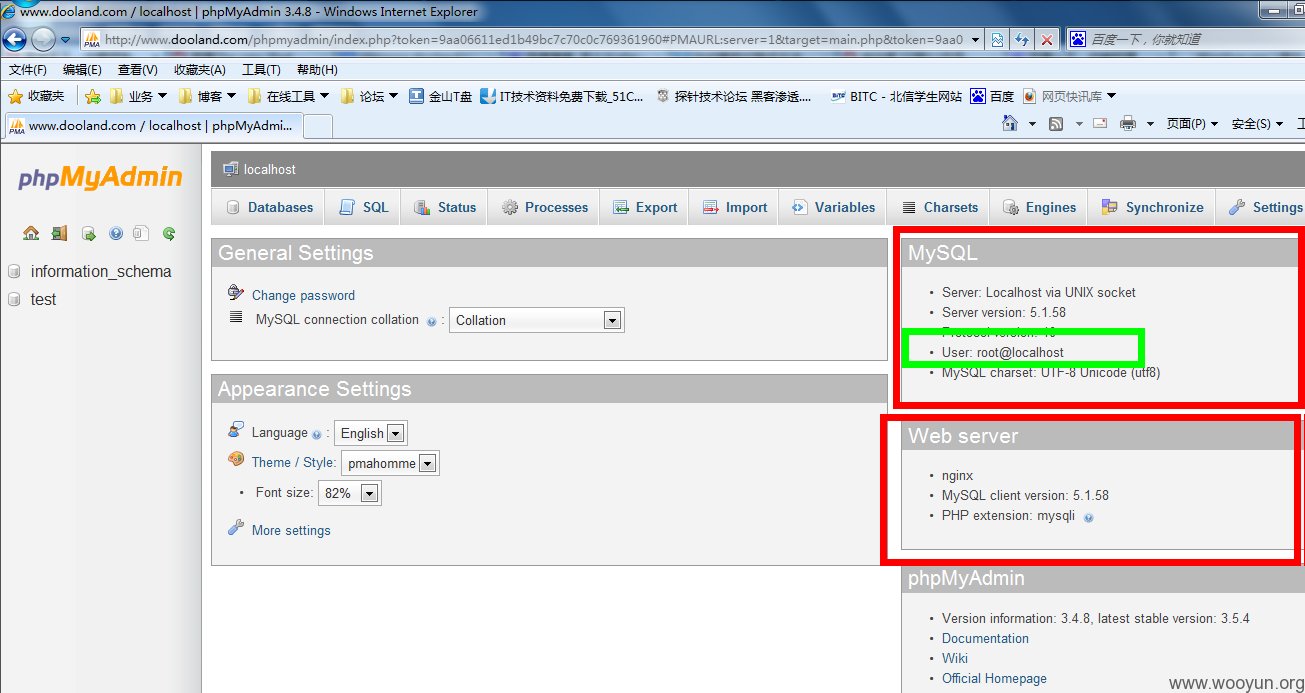 www.dooland.com / localhost | phpMyAdmin 3.4.8 - Windows Internet Explorer
http://www.dooland.com/phpmyadmin/index.php?token=9aa06611ed1b49bc7c70c0c769361960#PMAURL:server=1&target=main.php&token=9aa0
百度一下，你就知道
文件(F) 编辑(E) 查看(V) 收藏夹(A) 工具(T) 帮助(H)
收藏夹 业务 博客 在线工具 论坛 金山T盘 IT技术资料免费下载_51C... 探针技术论坛 黑客渗透.... BITC - 北信学生网站 百度 网页快讯库
www.dooland.com / localhost | phpMyAdmi... 页面(P) 安全(S)
phpMyAdmin
localhost
Databases SQL Status Processes Export Import Variables Charsets Engines Synchronize Settings
information_schema
test
General Settings
Change password
MySQL connection collation : Collation
Appearance Settings
Language : English
Theme / Style: pmahomme
• Font size: 82%
More settings
MySQL
• Server: Localhost via UNIX socket
• Server version: 5.1.58
• Protocol version: 10
• User: root@localhost
• MySQL charset: UTF-8 Unicode (utf8)
Web server
• nginx
• MySQL client version: 5.1.58
• PHP extension: mysqli
phpMyAdmin
• Version information: 3.4.8, latest stable version: 3.5.4
• Documentation
• Wiki
• Official Homepage
www.wooyun.org